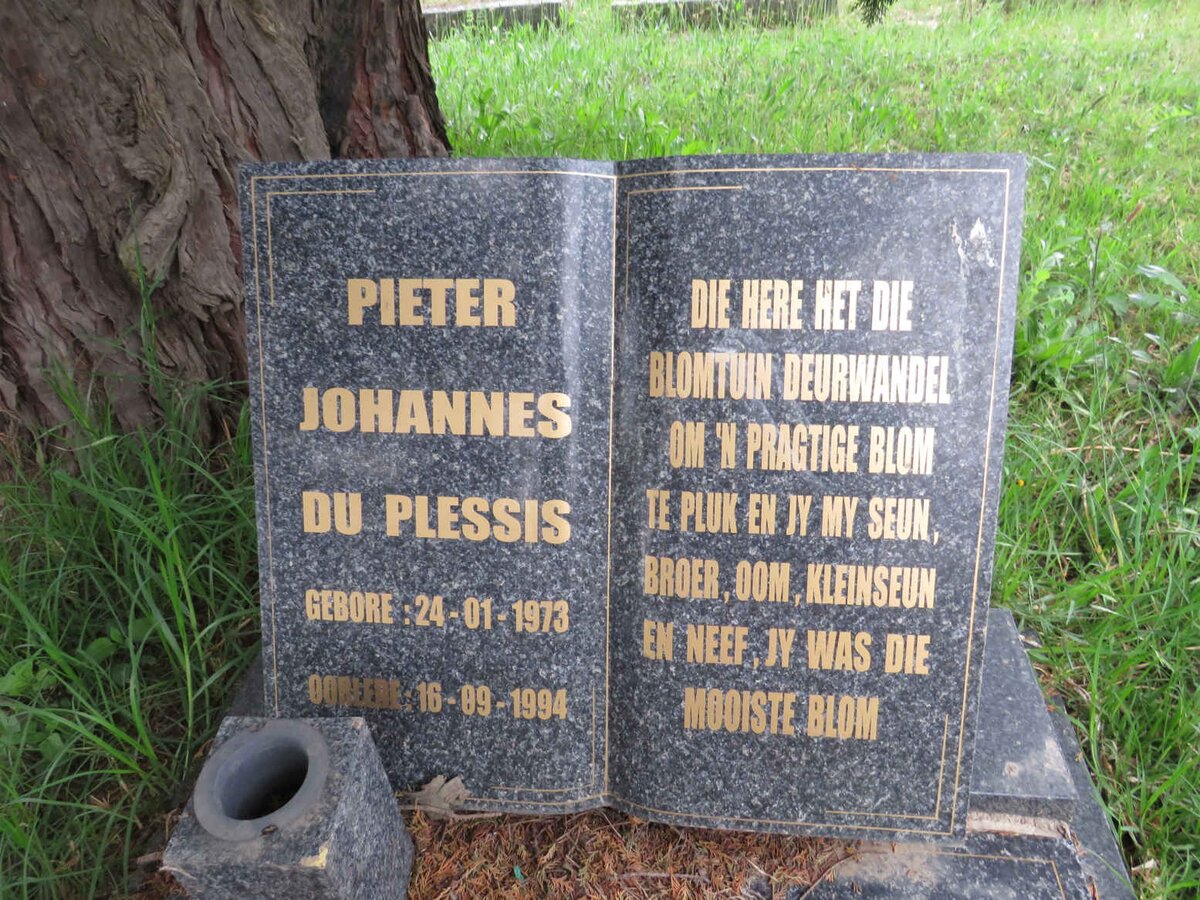 PIETER
JOHANNES
DU PLESSIS
GEBORE : 24 - 01 - 1973
OORLEDE : 16 - 09 - 1994
DIE HERE HET DIE
BLOMTUIN DEURWANDEL
OM 'N PRAGTIGE BLOM
TE PLUK EN JY MY SEUN,
BROER, OOM, KLEINSEUN
EN NEEF, JY WAS DIE
MOOISTE BLOM